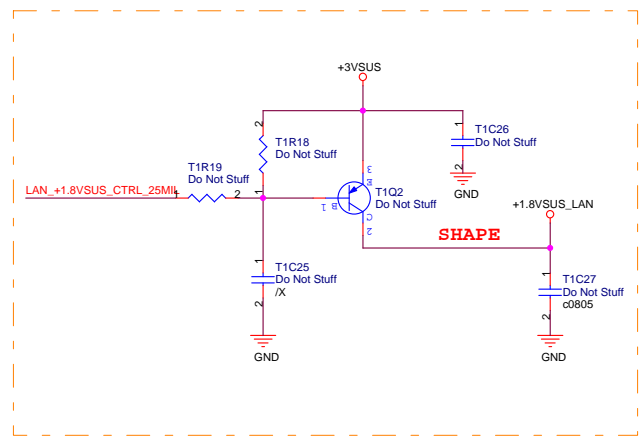 +3VSUS
2
T1R18
Do Not Stuff
1
T1C26
Do Not Stuff
2
GND
T1R19
Do Not Stuff
LAN_+1.8VSUS_CTRL_25MIL
1
2
1
3
E
B
1
C
2
T1Q2
Do Not Stuff
+1.8VSUS_LAN
SHAPE
1
T1C25
Do Not Stuff
/X
2
GND
1
T1C27
Do Not Stuff
c0805
2
GND